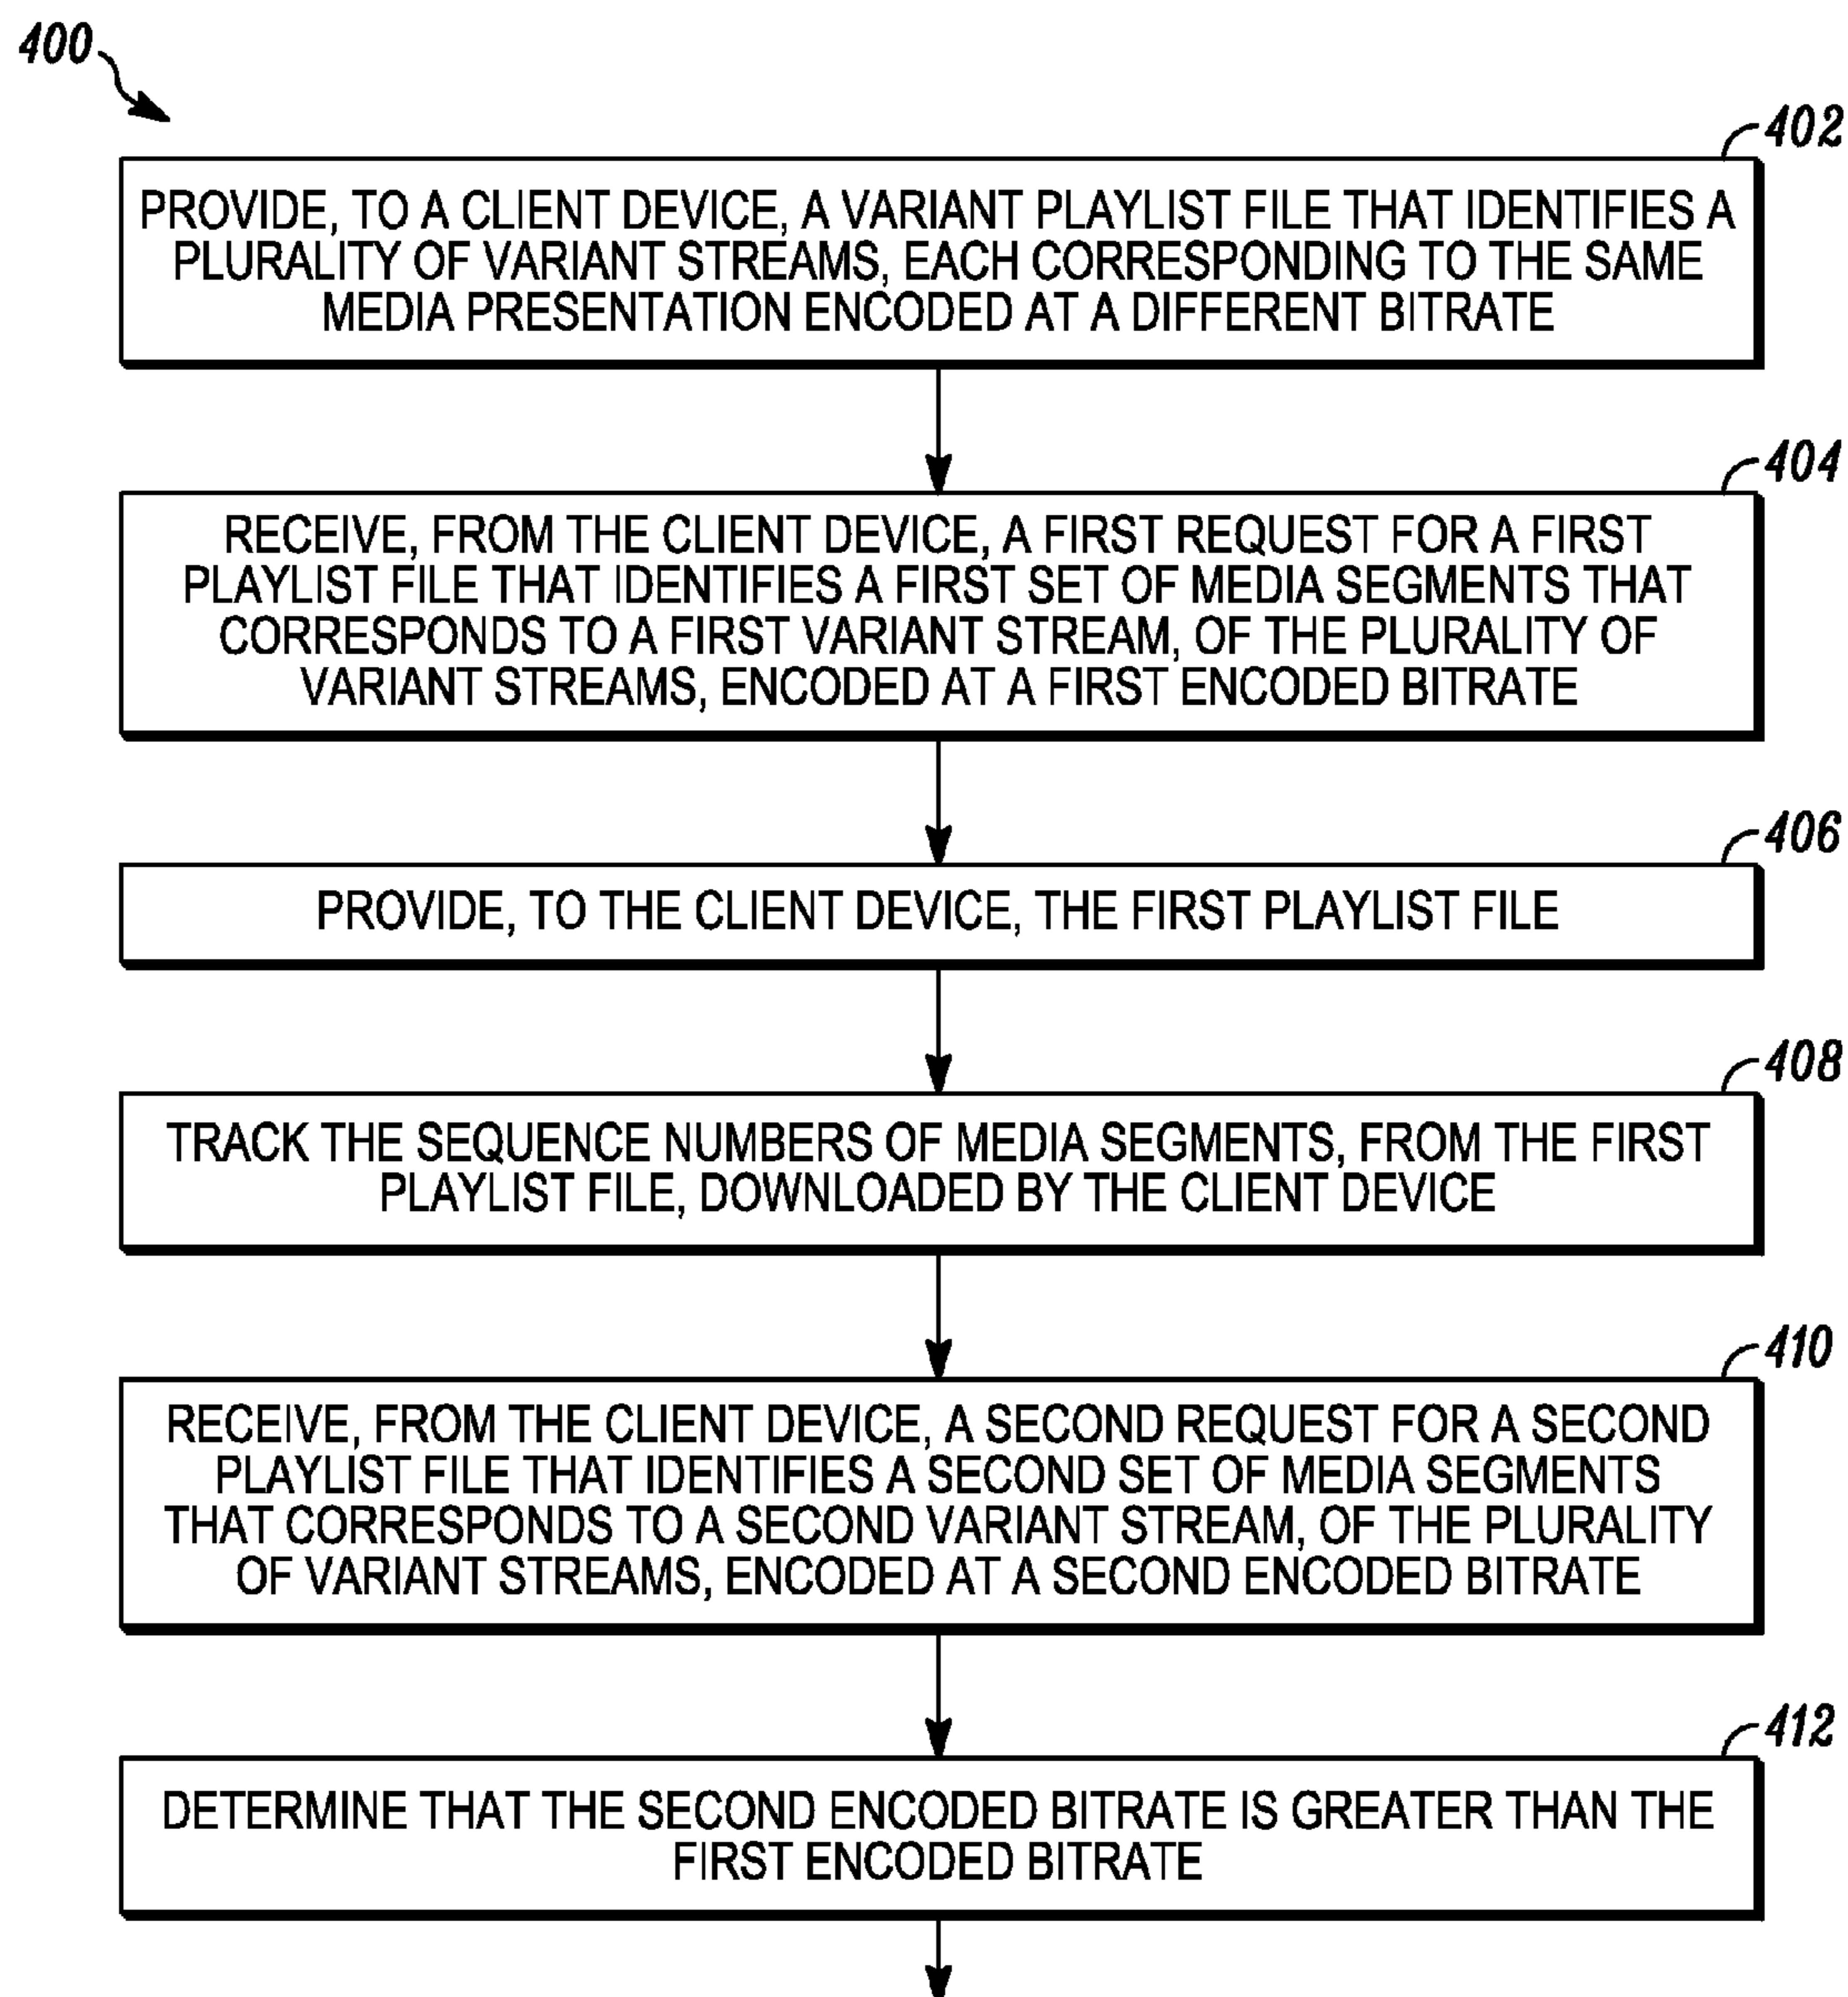 400
402
PROVIDE, TO A CLIENT DEVICE, A VARIANT PLAYLIST FILE THAT IDENTIFIES A
PLURALITY OF VARIANT STREAMS, EACH CORRESPONDING TO THE SAME
MEDIA PRESENTATION ENCODED AT A DIFFERENT BITRATE
404
RECEIVE, FROM THE CLIENT DEVICE, A FIRST REQUEST FOR A FIRST
PLAYLIST FILE THAT IDENTIFIES A FIRST SET OF MEDIA SEGMENTS THAT
CORRESPONDS TO A FIRST VARIANT STREAM, OF THE PLURALITY OF
VARIANT STREAMS, ENCODED AT A FIRST ENCODED BITRATE
406
PROVIDE, TO THE CLIENT DEVICE, THE FIRST PLAYLIST FILE
408
TRACK THE SEQUENCE NUMBERS OF MEDIA SEGMENTS, FROM THE FIRST
PLAYLIST FILE, DOWNLOADED BY THE CLIENT DEVICE
410
RECEIVE, FROM THE CLIENT DEVICE, A SECOND REQUEST FOR A SECOND
PLAYLIST FILE THAT IDENTIFIES A SECOND SET OF MEDIA SEGMENTS
THAT CORRESPONDS TO A SECOND VARIANT STREAM, OF THE PLURALITY
OF VARIANT STREAMS, ENCODED AT A SECOND ENCODED BITRATE
412
DETERMINE THAT THE SECOND ENCODED BITRATE IS GREATER THAN THE
FIRST ENCODED BITRATE